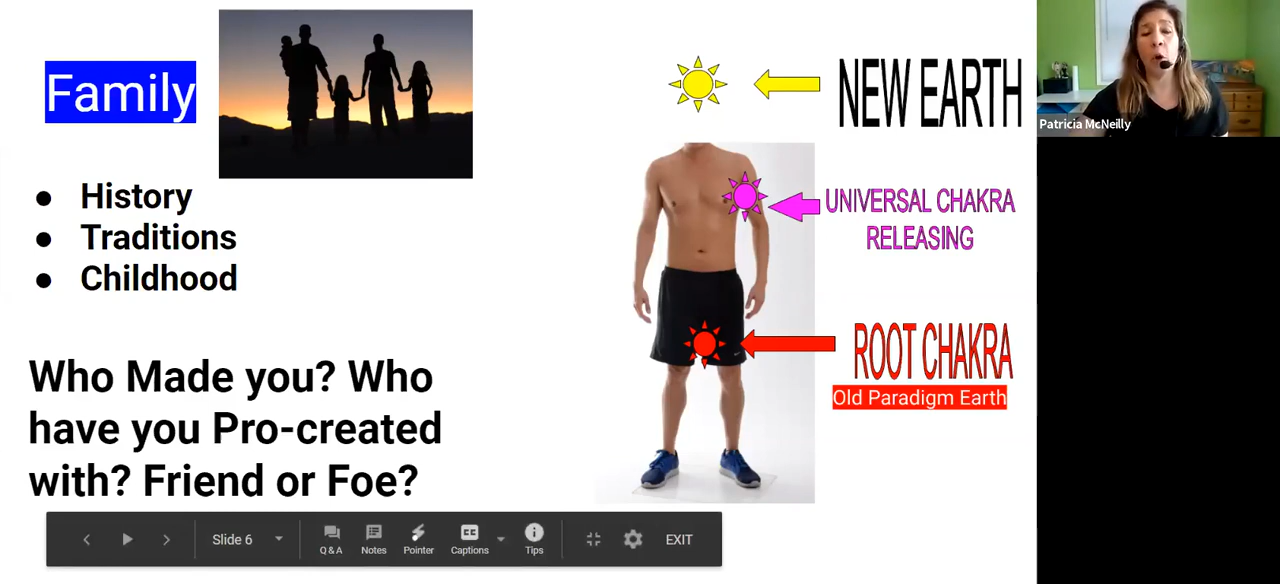 Family
History
Traditions
Childhood
Who Made you? Who
have you Pro-created
with? Friend or Foe?
NEW EARTH
UNIVERSAL CHAKRA
RELEASING
ROOT CHAKRA
Old Paradigm Earth
Patricia McNeilly
Slide 6
Q & A
Notes
Pointer
CC
Captions
Tips
EXIT